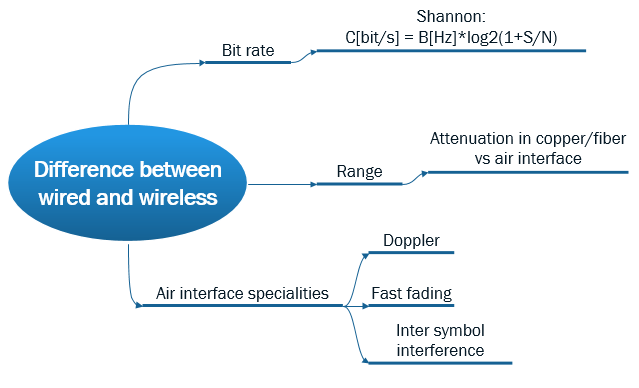 Difference between
wired and wireless
Bit rate
Shannon:
C[bit/s] = B[Hz]*log2(1+S/N)
Range
Attenuation in copper/fiber
vs air interface
Air interface specialities
Doppler
Fast fading
Inter symbol
interference